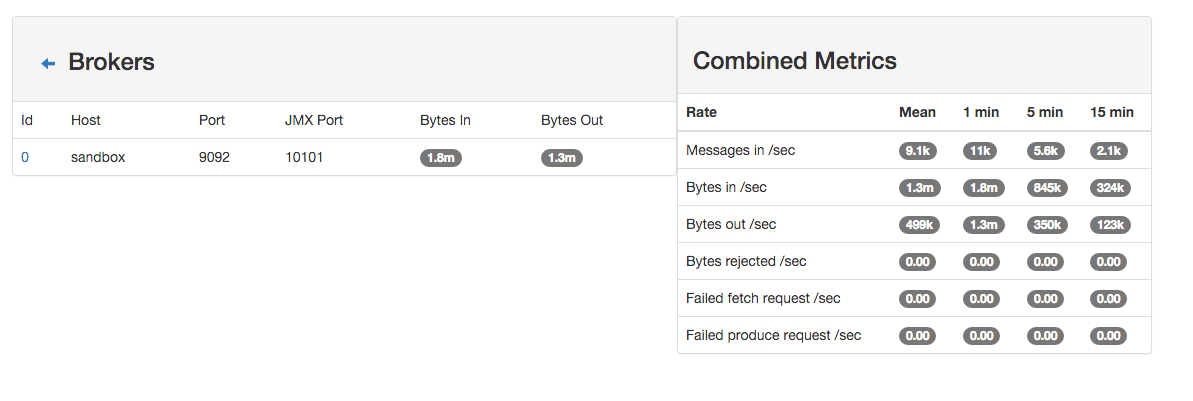 Brokers
Id Host Port JMX Port Bytes In Bytes Out
0 sandbox 9092 10101 1.8m 1.3m
Combined Metrics
Rate Mean 1 min 5 min 15 min
Messages in /sec 9.1k 11k 5.6k 2.1k
Bytes in /sec 1.3m 1.8m 845k 324k
Bytes out /sec 499k 1.3m 350k 123k
Bytes rejected /sec 0.00 0.00 0.00 0.00
Failed fetch request /sec 0.00 0.00 0.00 0.00
Failed produce request /sec 0.00 0.00 0.00 0.00